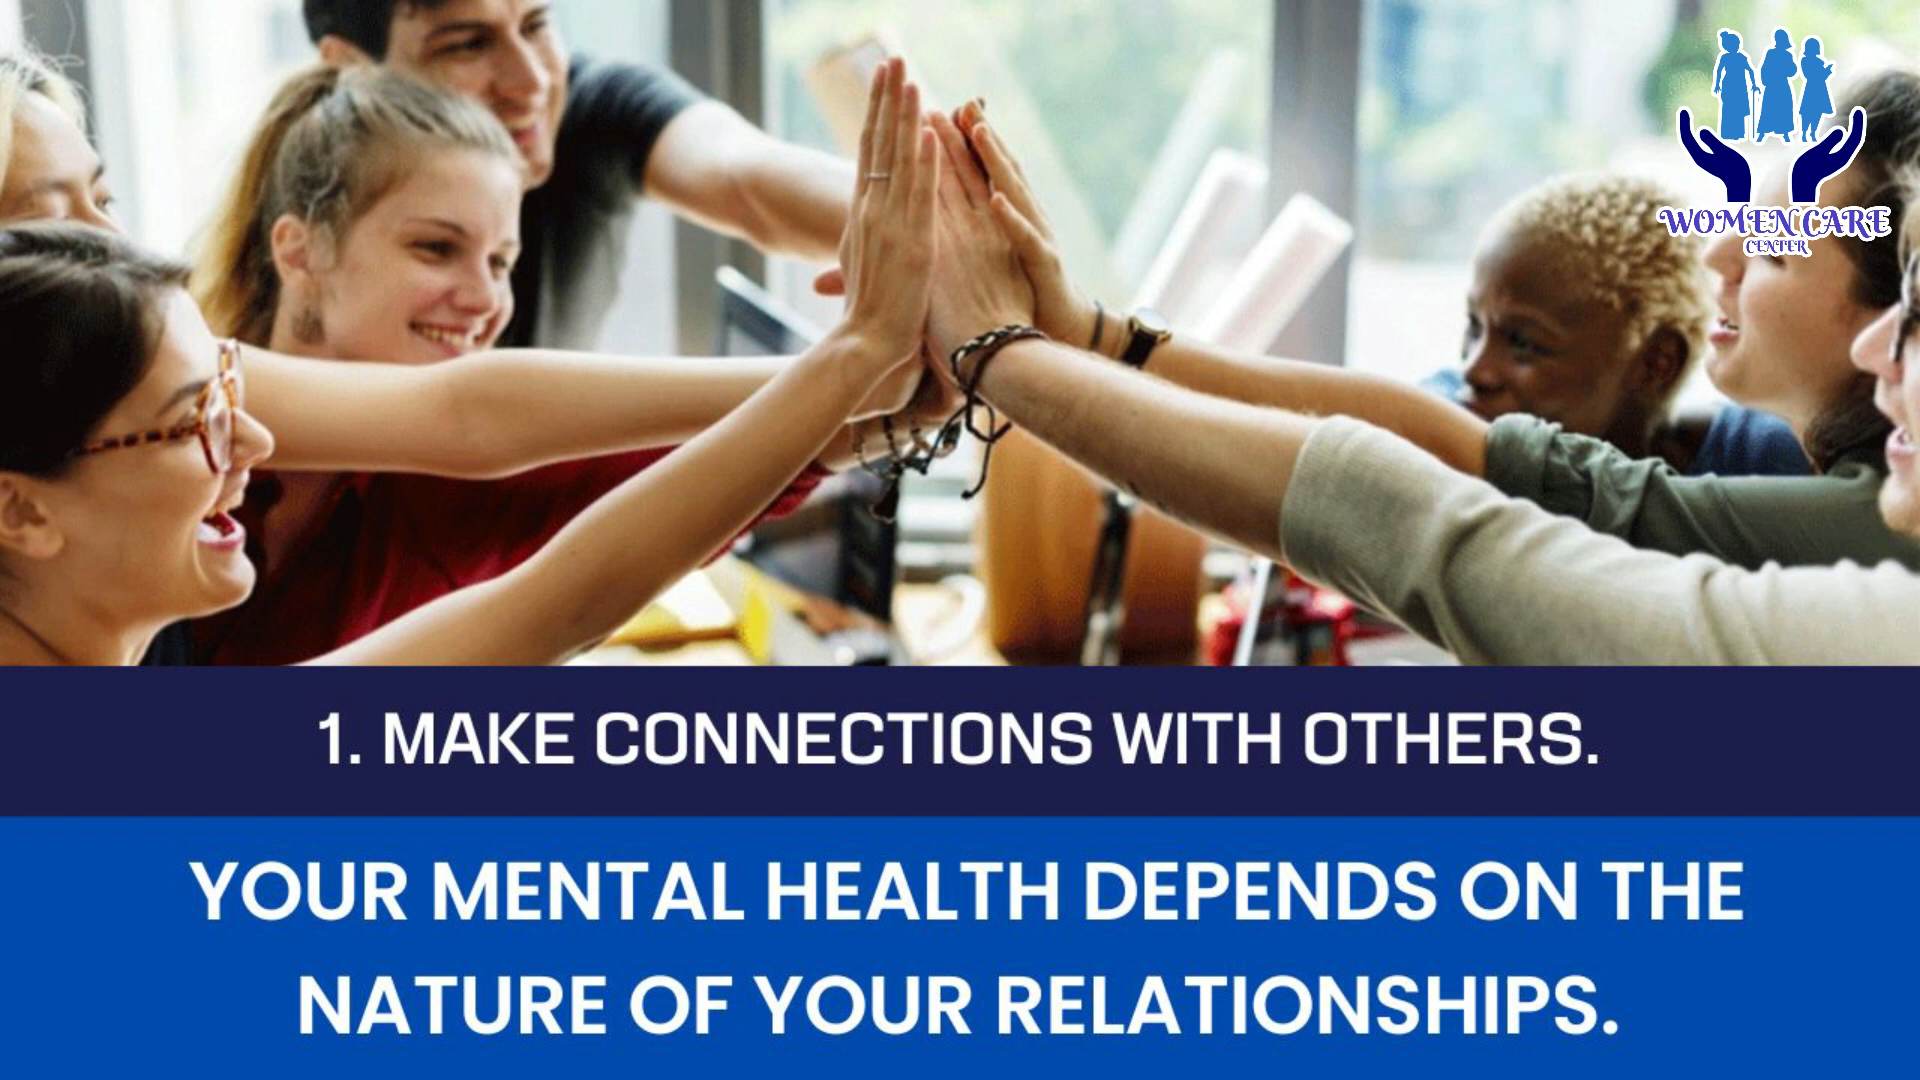 WOMEN CARE
CENTER
1. MAKE CONNECTIONS WITH OTHERS.
YOUR MENTAL HEALTH DEPENDS ON THE
NATURE OF YOUR RELATIONSHIPS.